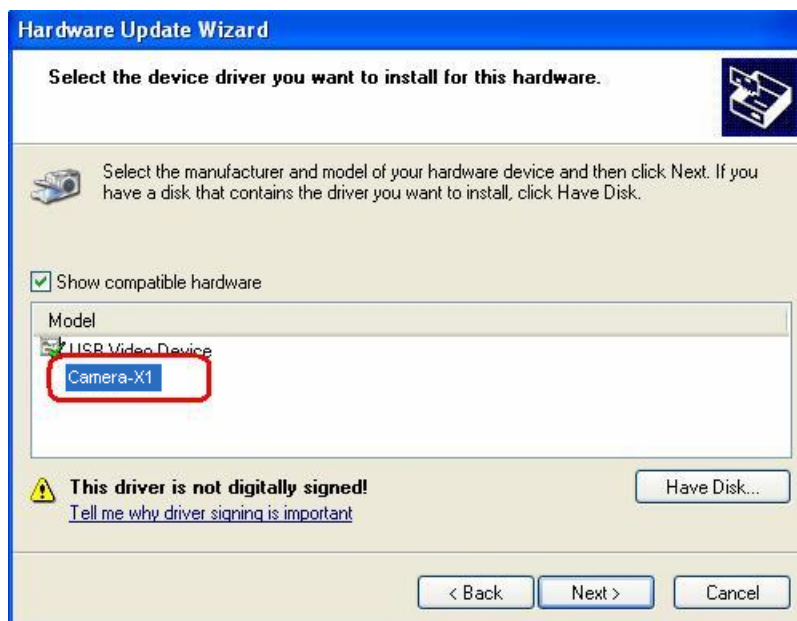 Hardware Update Wizard
Select the device driver you want to install for this hardware.
Select the manufacturer and model of your hardware device and then click Next. If you
have a disk that contains the driver you want to install, click Have Disk.
Show compatible hardware
Model
USB Video Device
Camera-X1
This driver is not digitally signed!
Have Disk...
Tell me why driver signing is important
< Back
Next >
Cancel